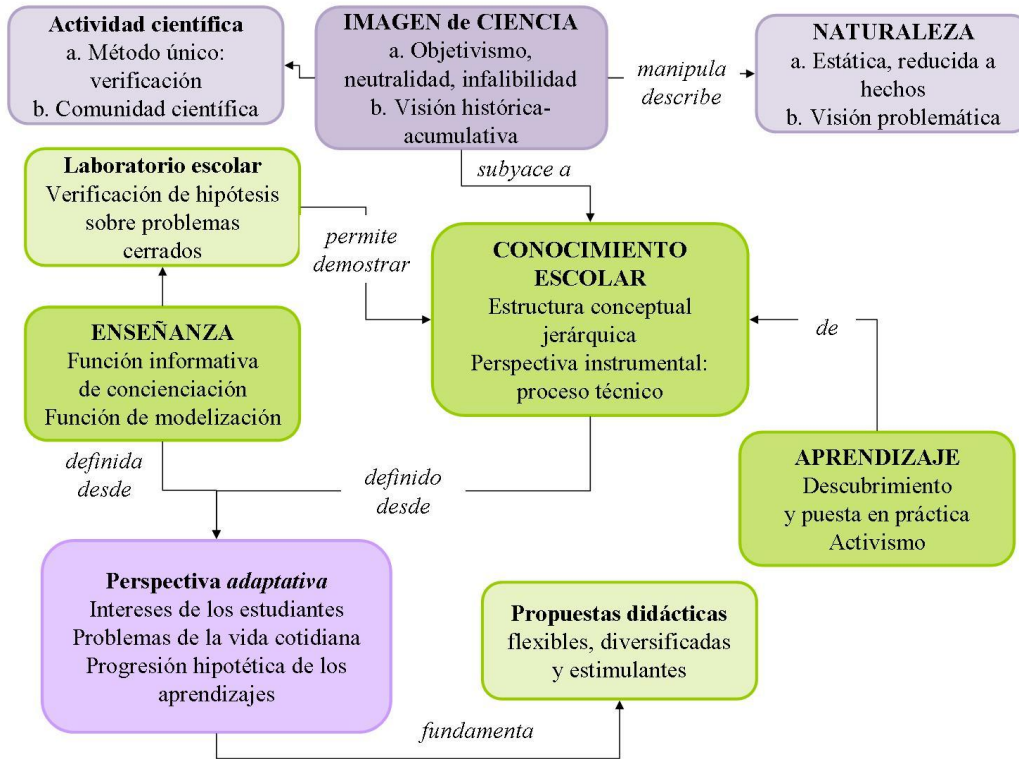 Actividad científica
a. Método único:
verificación
b. Comunidad científica
IMAGEN de CIENCIA
a. Objetivismo,
neutralidad, infalibilidad
b. Visión histórica-
acumulativa
manipula
describe
NATURALEZA
a. Estática, reducida a
hechos
b. Visión problemática
subyace a
Laboratorio escolar
Verificación de hipótesis
sobre problemas
cerrados
permite
demostrar
CONOCIMIENTO
ESCOLAR
Estructura conceptual
jerárquica
Perspectiva instrumental:
proceso técnico
de
ENSEÑANZA
Función informativa
de concienciación
Función de modelización
definida
desde
definido
desde
APRENDIZAJE
Descubrimiento
y puesta en práctica
Activismo
Perspectiva adaptativa
Intereses de los estudiantes
Problemas de la vida cotidiana
Progresión hipotética de los
aprendizajes
Propuestas didácticas
flexibles, diversificadas
y estimulantes
fundamenta